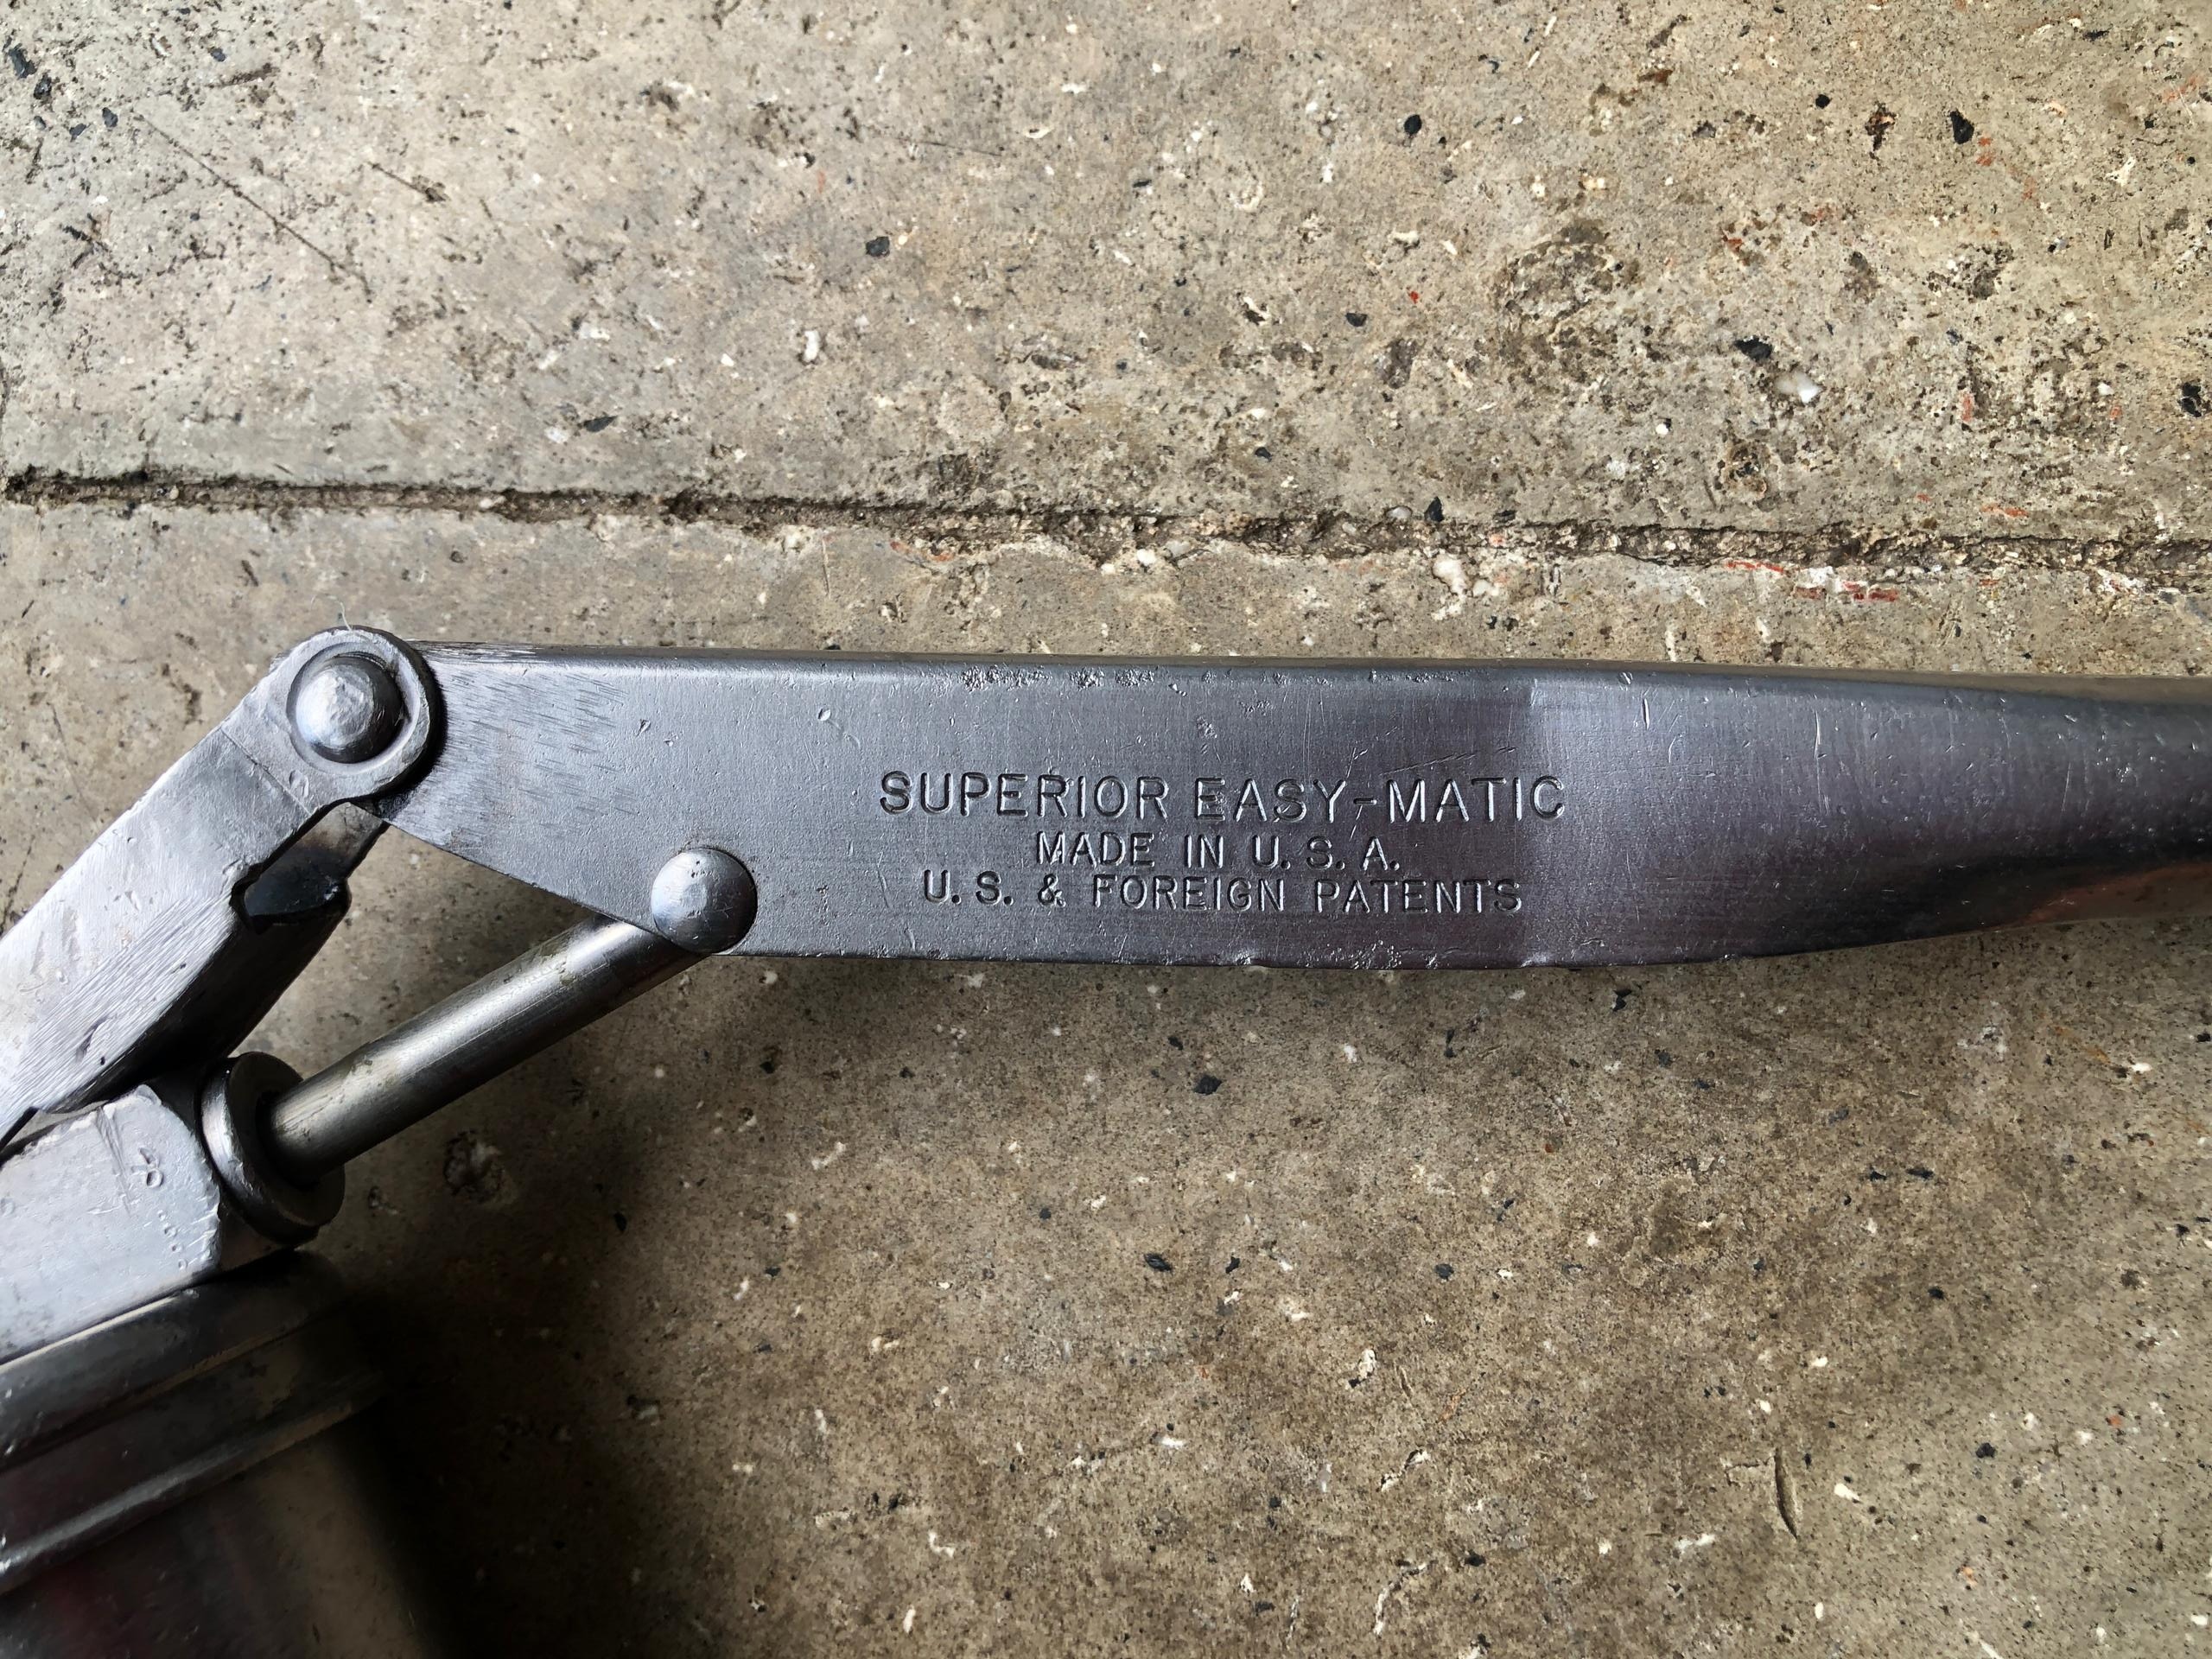 SUPERIOR EASY-MATIC
MADE IN U. S. A.
U. S. & FOREIGN PATENTS